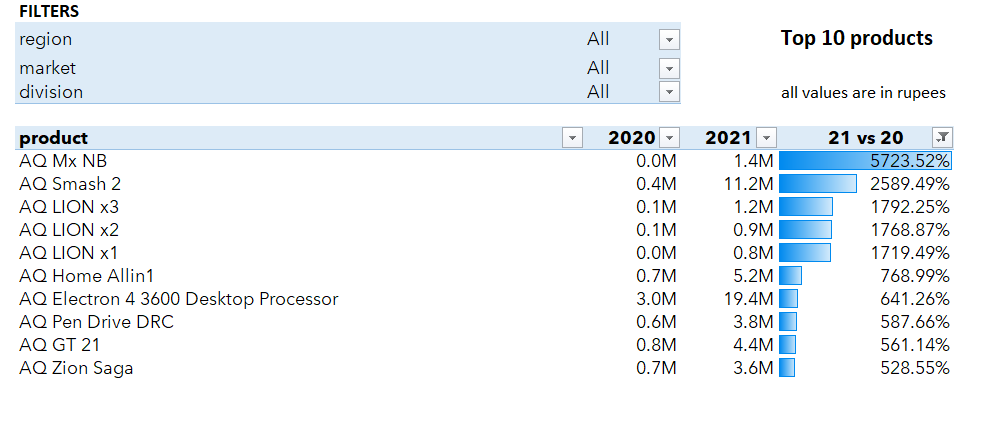 FILTERS
region All
Top 10 products
market All
division All
all values are in rupees
product 2020 2021 21 vs 20
AQ Mx NB 0.0M 1.4M 5723.52%
AQ Smash 2 0.4M 11.2M 2589.49%
AQ LION x3 0.1M 1.2M 1792.25%
AQ LION x2 0.1M 0.9M 1768.87%
AQ LION x1 0.0M 0.8M 1719.49%
AQ Home Allin1 0.7M 5.2M 768.99%
AQ Electron 4 3600 Desktop Processor 3.0M 19.4M 641.26%
AQ Pen Drive DRC 0.6M 3.8M 587.66%
AQ GT 21 0.8M 4.4M 561.14%
AQ Zion Saga 0.7M 3.6M 528.55%